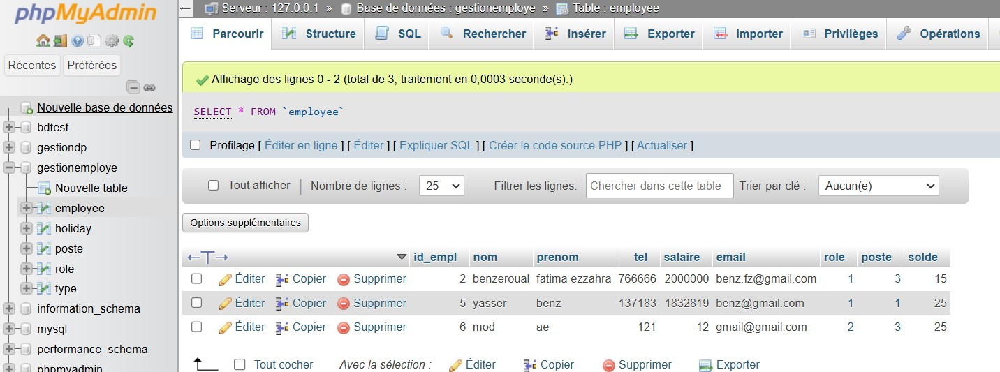 phpMyAdmin
Récentes Préférées
Nouvelle base de données
bdtest
gestiondp
gestionemploye
Nouvelle table
employee
holiday
poste
role
type
information_schema
mysql
performance_schema
phpmyadmin
Serveur : 127.0.0.1 » Base de données : gestionemploye » Table : employee
Parcourir Structure SQL Rechercher Insérer Exporter Importer Privilèges Opérations
Affichage des lignes 0 - 2 (total de 3, traitement en 0,0003 seconde(s).)
SELECT * FROM `employee`
Profilage [ Éditer en ligne ] [ Éditer ] [ Expliquer SQL ] [ Créer le code source PHP ] [ Actualiser ]
Tout afficher Nombre de lignes : 25 Filtrer les lignes: Chercher dans cette table Trier par clé : Aucun(e)
Options supplémentaires
←T→ id_empl nom prenom tel salaire email role poste solde
Éditer Copier Supprimer 2 benzeroual fatima ezzahra 766666 2000000 benz.fz@gmail.com 1 3 15
Éditer Copier Supprimer 5 yasser benz 137183 1832819 benz@gmail.com 1 1 25
Éditer Copier Supprimer 6 mod ae 121 12 gmail@gmail.com 2 3 25
Tout cocher Avec la sélection : Éditer Copier Supprimer Exporter